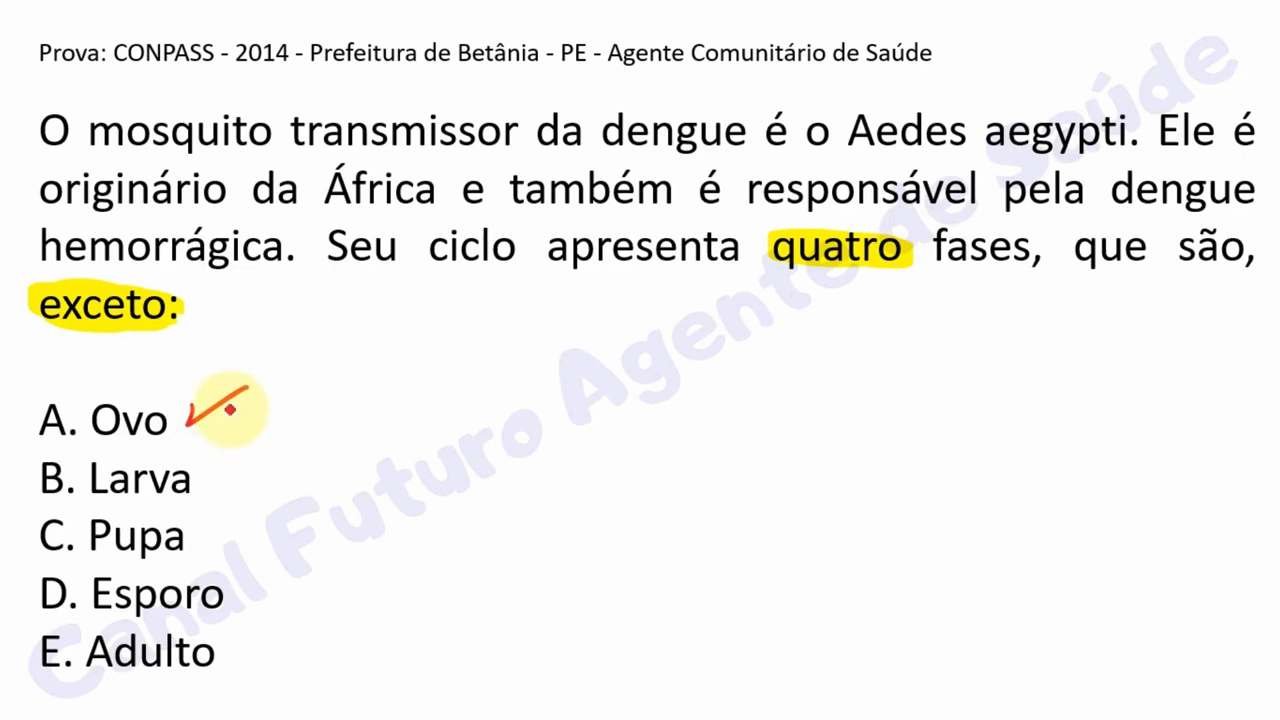 Prova: CONPASS - 2014 - Prefeitura de Betânia - PE - Agente Comunitário de Saúde
O mosquito transmissor da dengue é o Aedes aegypti. Ele é
originário da África e também é responsável pela dengue
hemorrágica. Seu ciclo apresenta quatro fases, que são,
exceto:
A. Ovo
B. Larva
C. Pupa
D. Esporo
E. Adulto
Canal Futuro Agente de Saúde